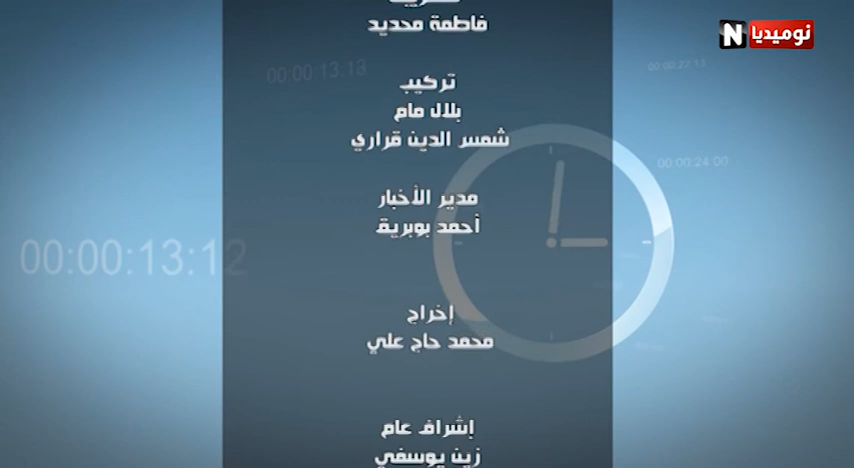 نوميديا N
فاطمة محديد
00:00:13:13
00:00:22:13
تركيب
بلال مام
شمس الدين قراري
00:00:24:00
مدير الأخبار
أحمد بوبريق
00:00:13:12
إخراج
محمد حاج علي
إشراف عام
زين يوسفي